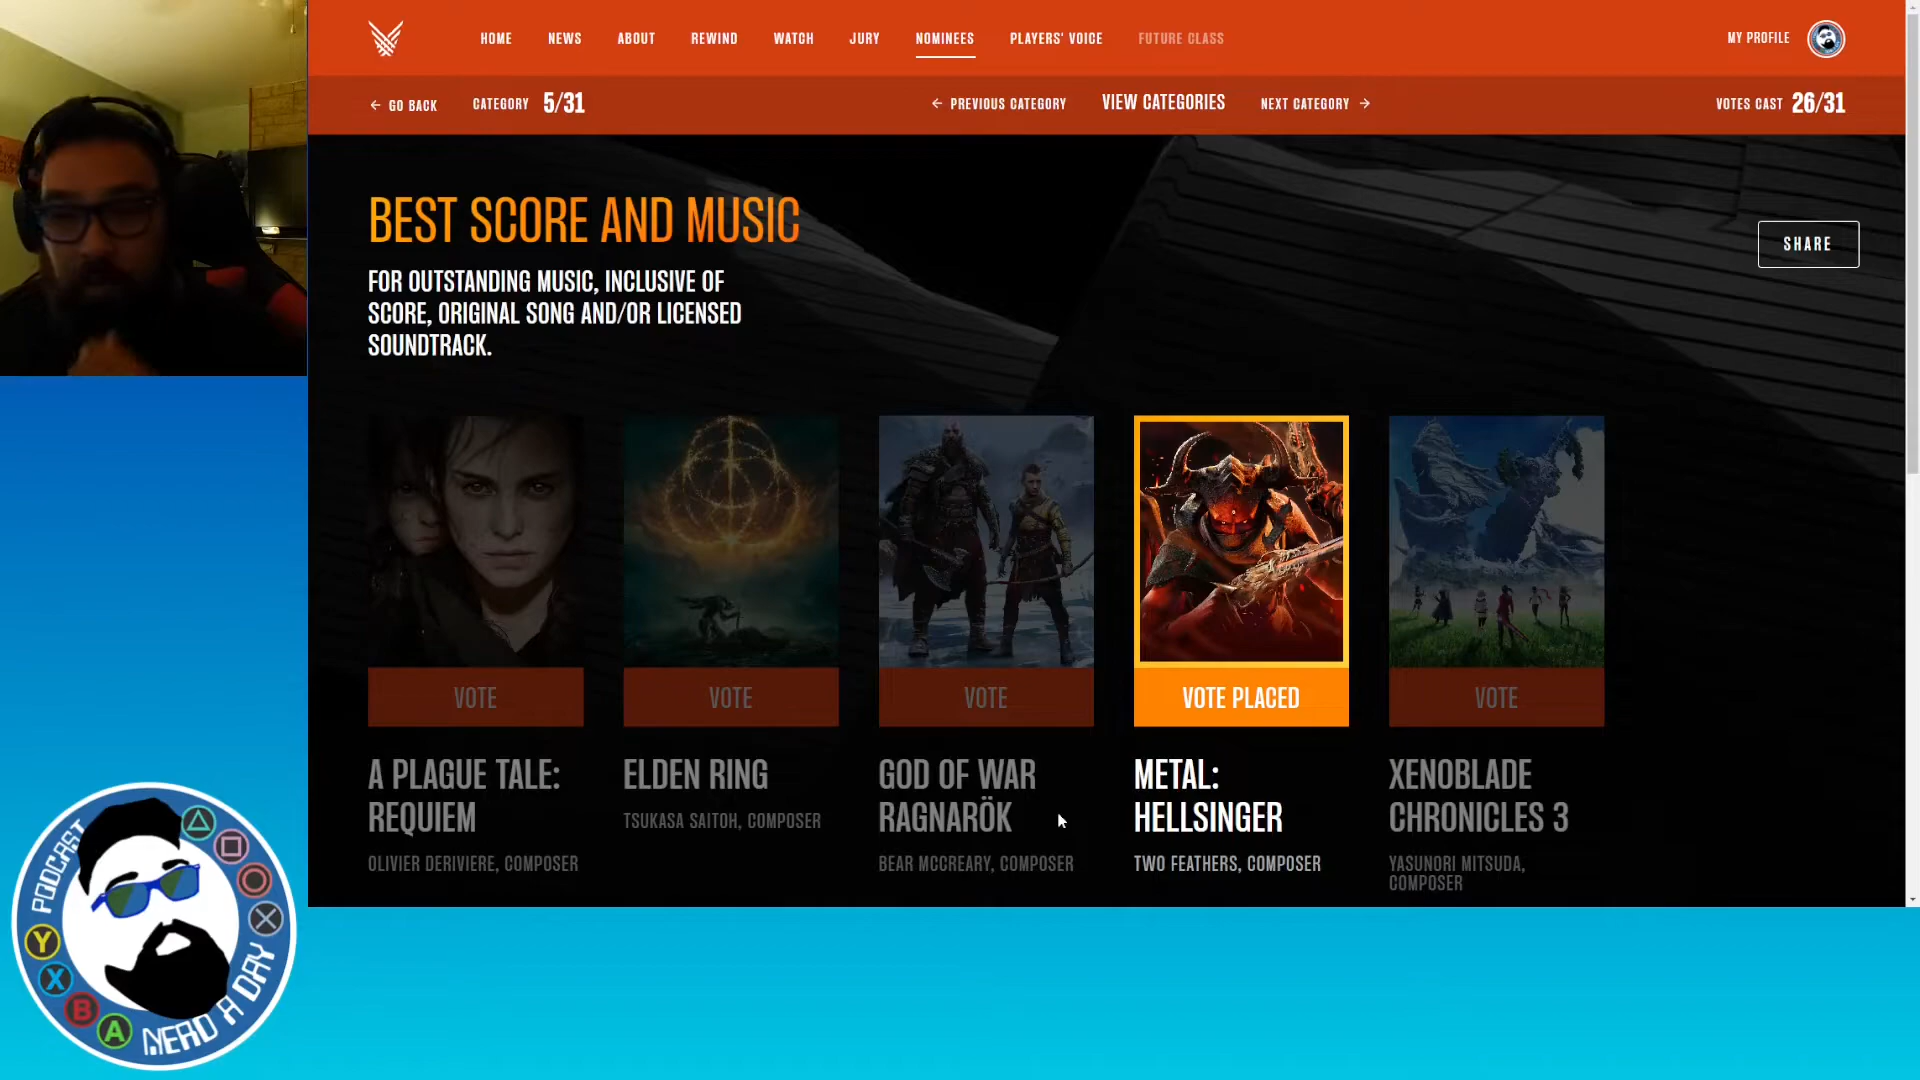 HOME NEWS ABOUT REWIND WATCH JURY NOMINEES PLAYERS' VOICE FUTURE CLASS MY PROFILE
← GO BACK CATEGORY 5/31 ← PREVIOUS CATEGORY VIEW CATEGORIES NEXT CATEGORY → VOTES CAST 26/31
BEST SCORE AND MUSIC
SHARE
FOR OUTSTANDING MUSIC, INCLUSIVE OF
SCORE, ORIGINAL SONG AND/OR LICENSED
SOUNDTRACK.
VOTE VOTE VOTE VOTE PLACED VOTE
A PLAGUE TALE:
REQUIEM
OLIVIER DERIVIERE, COMPOSER
ELDEN RING
TSUKASA SAITOH, COMPOSER
GOD OF WAR
RAGNARÖK
BEAR MCCREARY, COMPOSER
METAL:
HELLSINGER
TWO FEATHERS, COMPOSER
XENOBLADE
CHRONICLES 3
YASUNORI MITSUDA,
COMPOSER
PODCAST
Y X B A
NERD A DAY